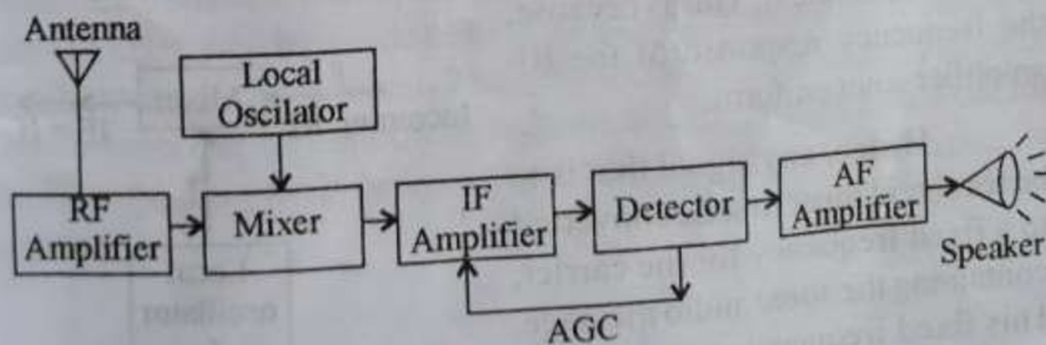 Antenna
Local
Oscilator
RF
Amplifier
Mixer
IF
Amplifier
Detector
AF
Amplifier
Speaker
AGC